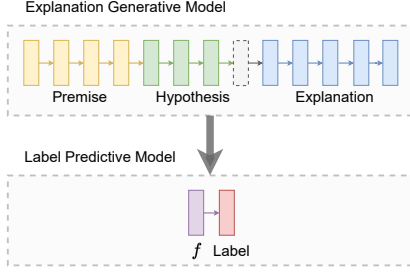 Explanation Generative Model
Premise Hypothesis Explanation
Label Predictive Model
f Label